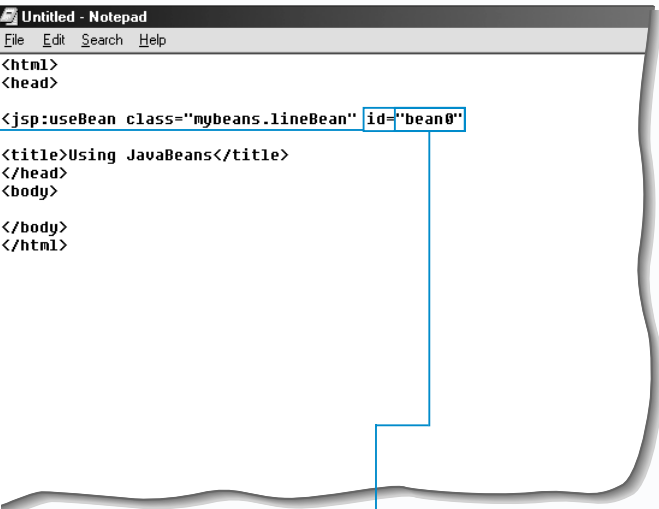 Untitled - Notepad
File Edit Search Help
<html>
<head>
<jsp:useBean class="mybeans.lineBean" id="bean0"
<title>Using JavaBeans</title>
</head>
<body>
</body>
</html>